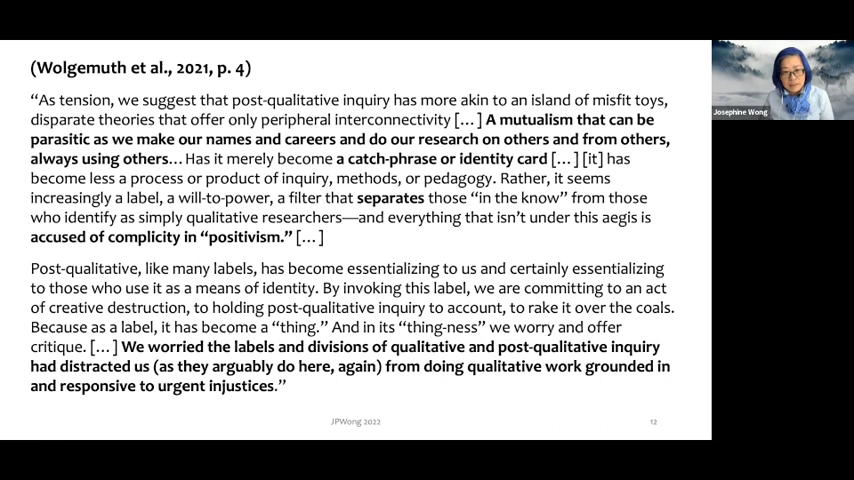 (Wolgemuth et al., 2021, p. 4)
“As tension, we suggest that post-qualitative inquiry has more akin to an island of misfit toys,
disparate theories that offer only peripheral interconnectivity [...] A mutualism that can be
parasitic as we make our names and careers and do our research on others and from others,
always using others... Has it merely become a catch-phrase or identity card [...] [it] has
become less a process or product of inquiry, methods, or pedagogy. Rather, it seems
increasingly a label, a will-to-power, a filter that separates those “in the know” from those
who identify as simply qualitative researchers—and everything that isn’t under this aegis is
accused of complicity in “positivism.” [...]
Post-qualitative, like many labels, has become essentializing to us and certainly essentializing
to those who use it as a means of identity. By invoking this label, we are committing to an act
of creative destruction, to holding post-qualitative inquiry to account, to rake it over the coals.
Because as a label, it has become a “thing.” And in its “thing-ness” we worry and offer
critique. [...] We worried the labels and divisions of qualitative and post-qualitative inquiry
had distracted us (as they arguably do here, again) from doing qualitative work grounded in
and responsive to urgent injustices.”
JPWong 2022
12
Josephine Wong